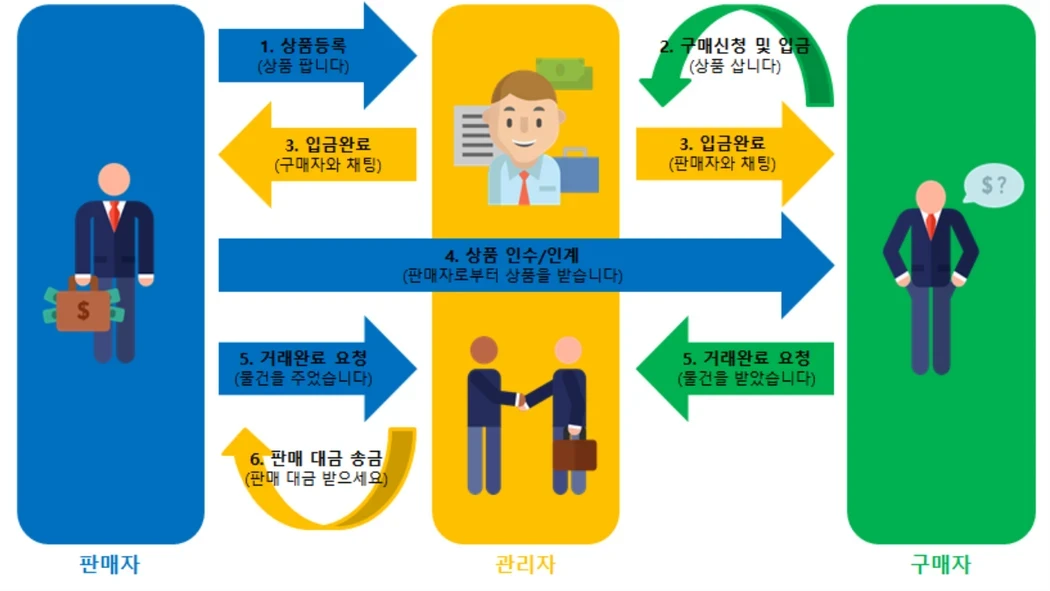 1. 상품등록
(상품 팝니다)
2. 구매신청 및 입금
(상품 삽니다)
3. 입금완료
(구매자와 채팅)
3. 입금완료
(판매자와 채팅)
$?
4. 상품 인수/인계
(판매자로부터 상품을 받습니다)
$
5. 거래완료 요청
(물건을 주었습니다)
5. 거래완료 요청
(물건을 받았습니다)
6. 판매 대금 송금
(판매 대금 받으세요)
판매자
관리자
구매자